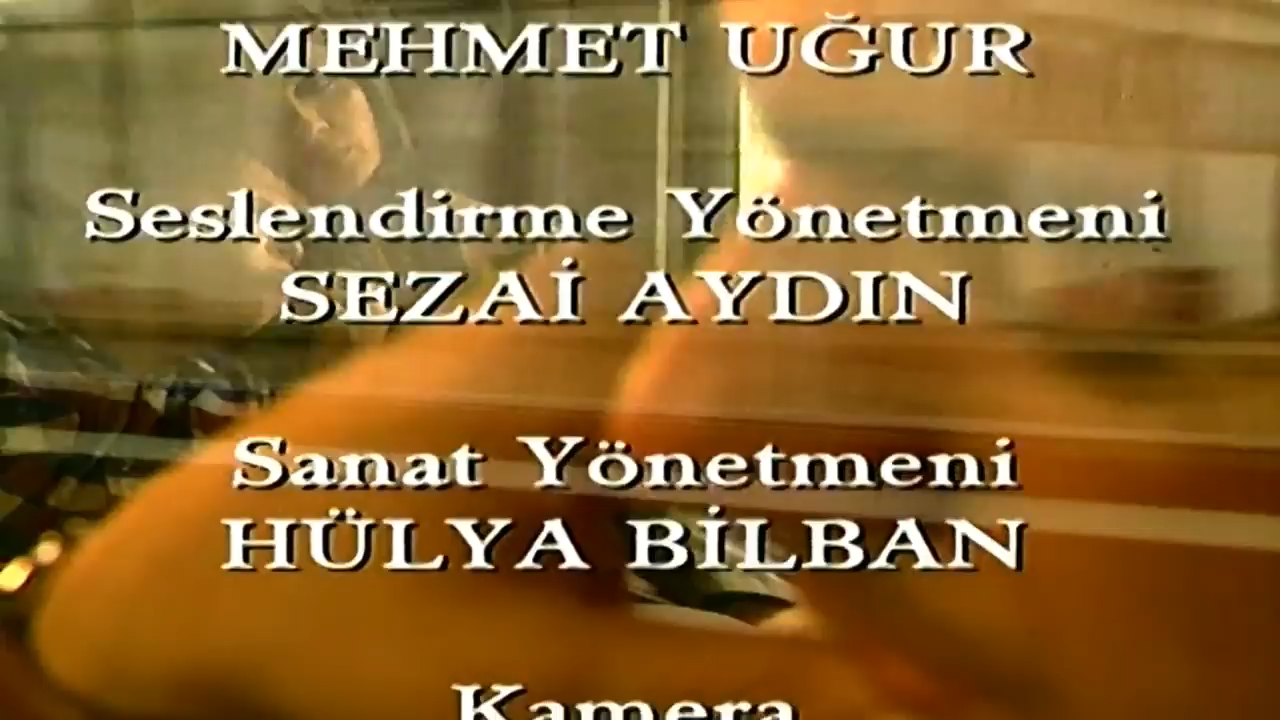 MEHMET UĞUR
Seslendirme Yönetmeni
SEZAİ AYDIN
Sanat Yönetmeni
HÜLYA BİLBAN
Kamera